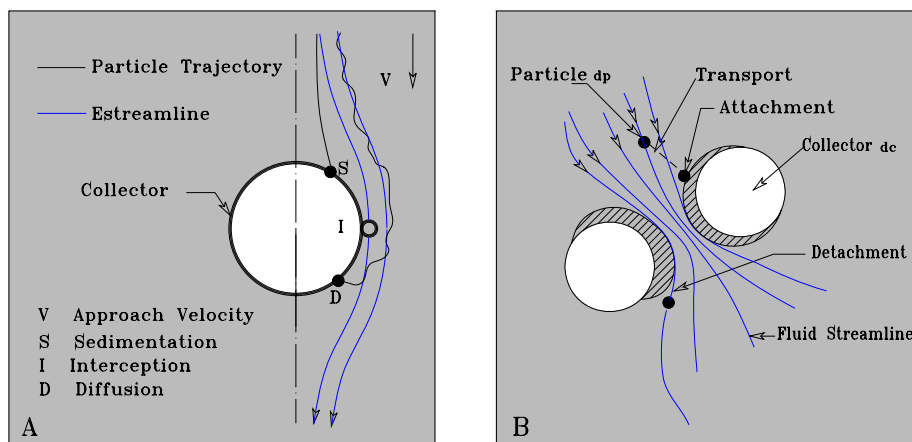 Particle Trajectory
V
Estreamline
S
Collector
I
D
V Approach Velocity
S Sedimentation
I Interception
D Diffusion
A
Particle dp
Transport
Attachment
Collector dc
Detachment
Fluid Streamline
B